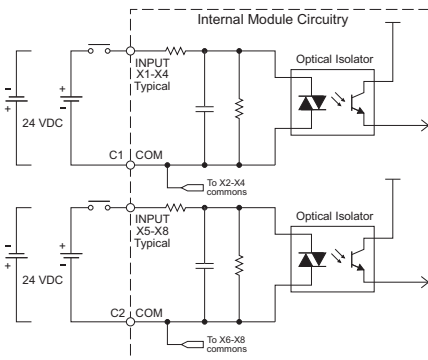 Internal Module Circuitry
INPUT
X1-X4
Typical
Optical Isolator
-
+
+
-
24 VDC
C1 COM
To X2-X4
commons
INPUT
X5-X8
Typical
Optical Isolator
-
+
+
-
24 VDC
C2 COM
To X6-X8
commons